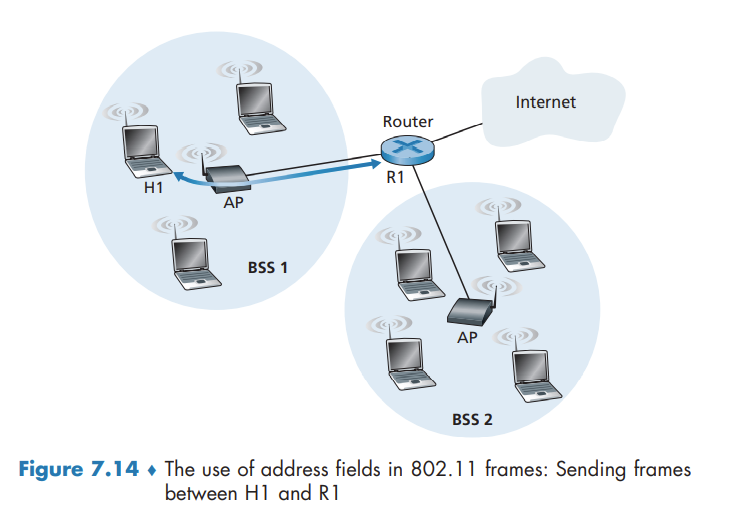 Internet
Router
R1
H1
AP
BSS 1
AP
BSS 2
Figure 7.14 ♦ The use of address fields in 802.11 frames: Sending frames
between H1 and R1